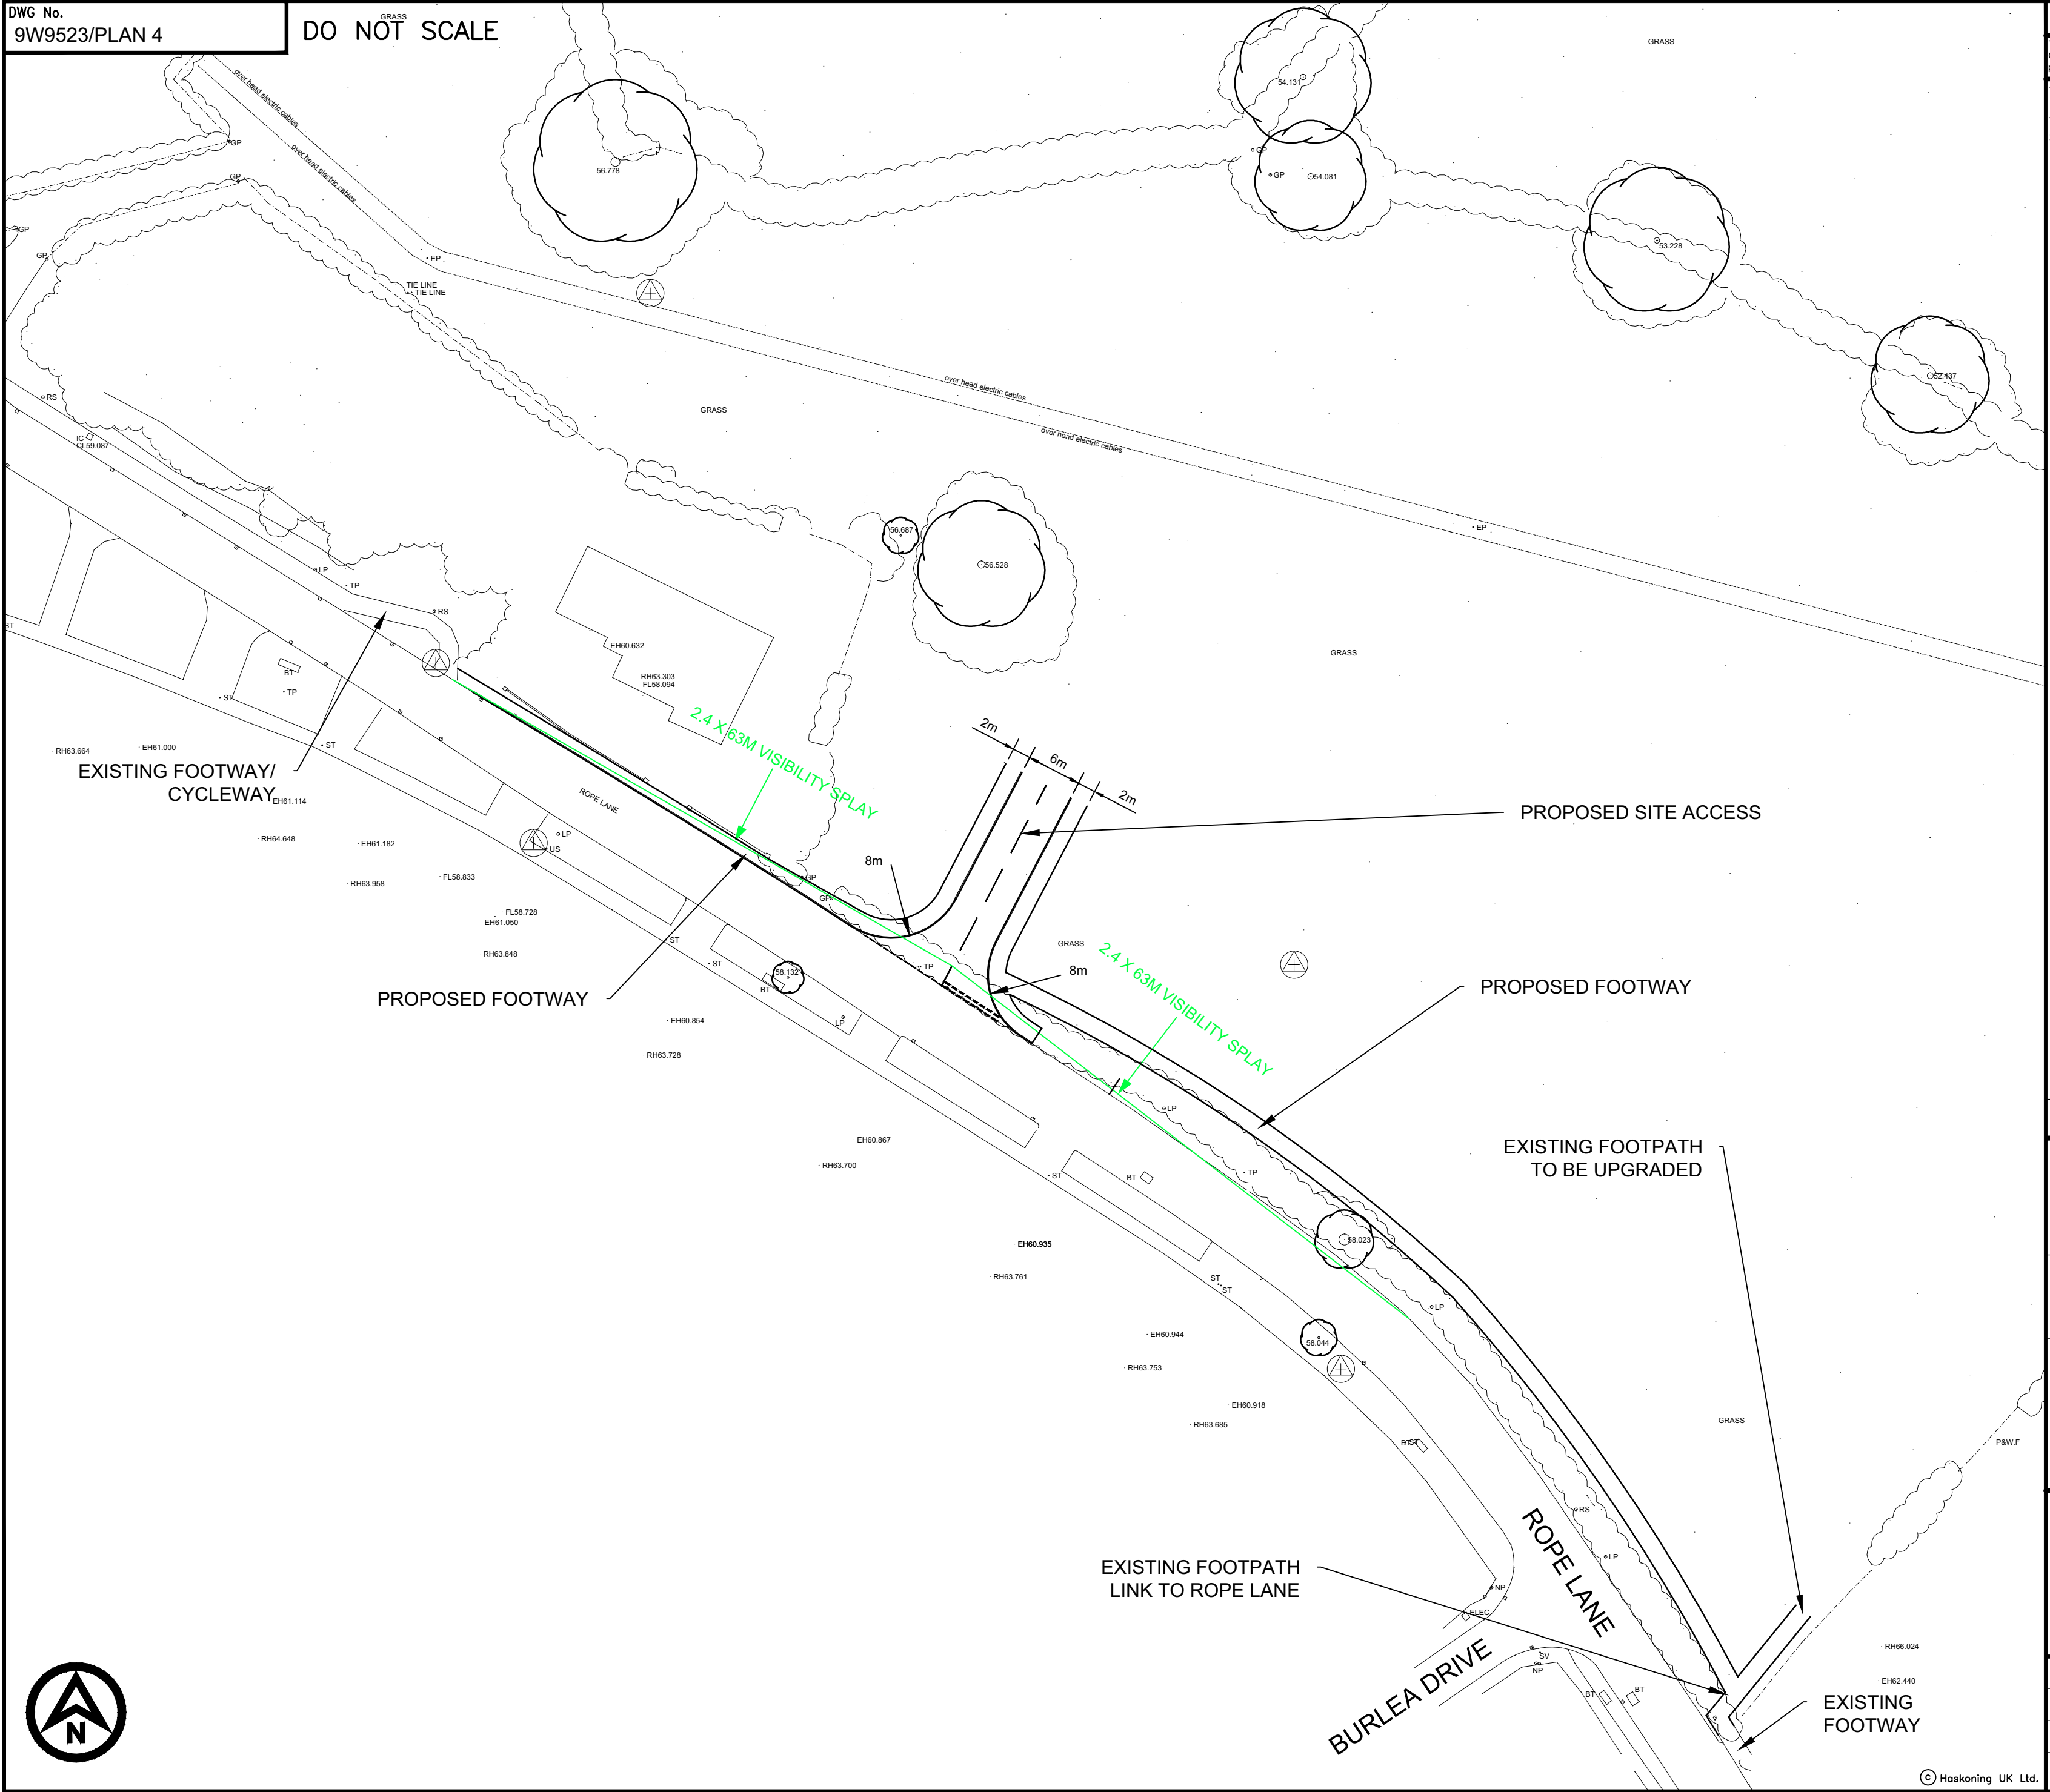 DWG No.
9W9523/PLAN 4
DO NOT SCALE
GRASS
GRASS
over head electric cables
over head electric cables
GP
GP
GP
GP
54.131
56.778
GP
GP
54.081
53.228
EP
TIE LINE
TIE LINE
52.437
over head electric cables
over head electric cables
GRASS
RS
IC
CL59.087
EP
56.687
56.528
LP
TP
RS
ST
EH60.632
GRASS
RH63.303
FL58.094
BT
TP
ST
ST
2.4 X 63M VISIBILITY SPLAY
2m
6m
2m
RH63.664
EH61.000
EXISTING FOOTWAY/
CYCLEWAY
EH61.114
ROPE LANE
PROPOSED SITE ACCESS
RH64.648
EH61.182
LP
US
8m
RH63.958
FL58.833
GP
GP
FL58.728
EH61.050
ST
RH63.848
ST
58.132
BT
TP
GRASS
8m
2.4 X 63M VISIBILITY SPLAY
PROPOSED FOOTWAY
PROPOSED FOOTWAY
EH60.854
LP
RH63.728
LP
EH60.867
RH63.700
ST
BT
TP
EXISTING FOOTPATH
TO BE UPGRADED
EH60.935
58.023
RH63.761
ST
ST
LP
EH60.944
58.044
RH63.753
EH60.918
RH63.685
GRASS
BT
ST
P&W.F
RS
ROPE LANE
LP
EXISTING FOOTPATH
LINK TO ROPE LANE
NP
ELEC
BURLEA DRIVE
SV
NP
BT
BT
RH66.024
EH62.440
EXISTING
FOOTWAY
N
© Haskoning UK Ltd.